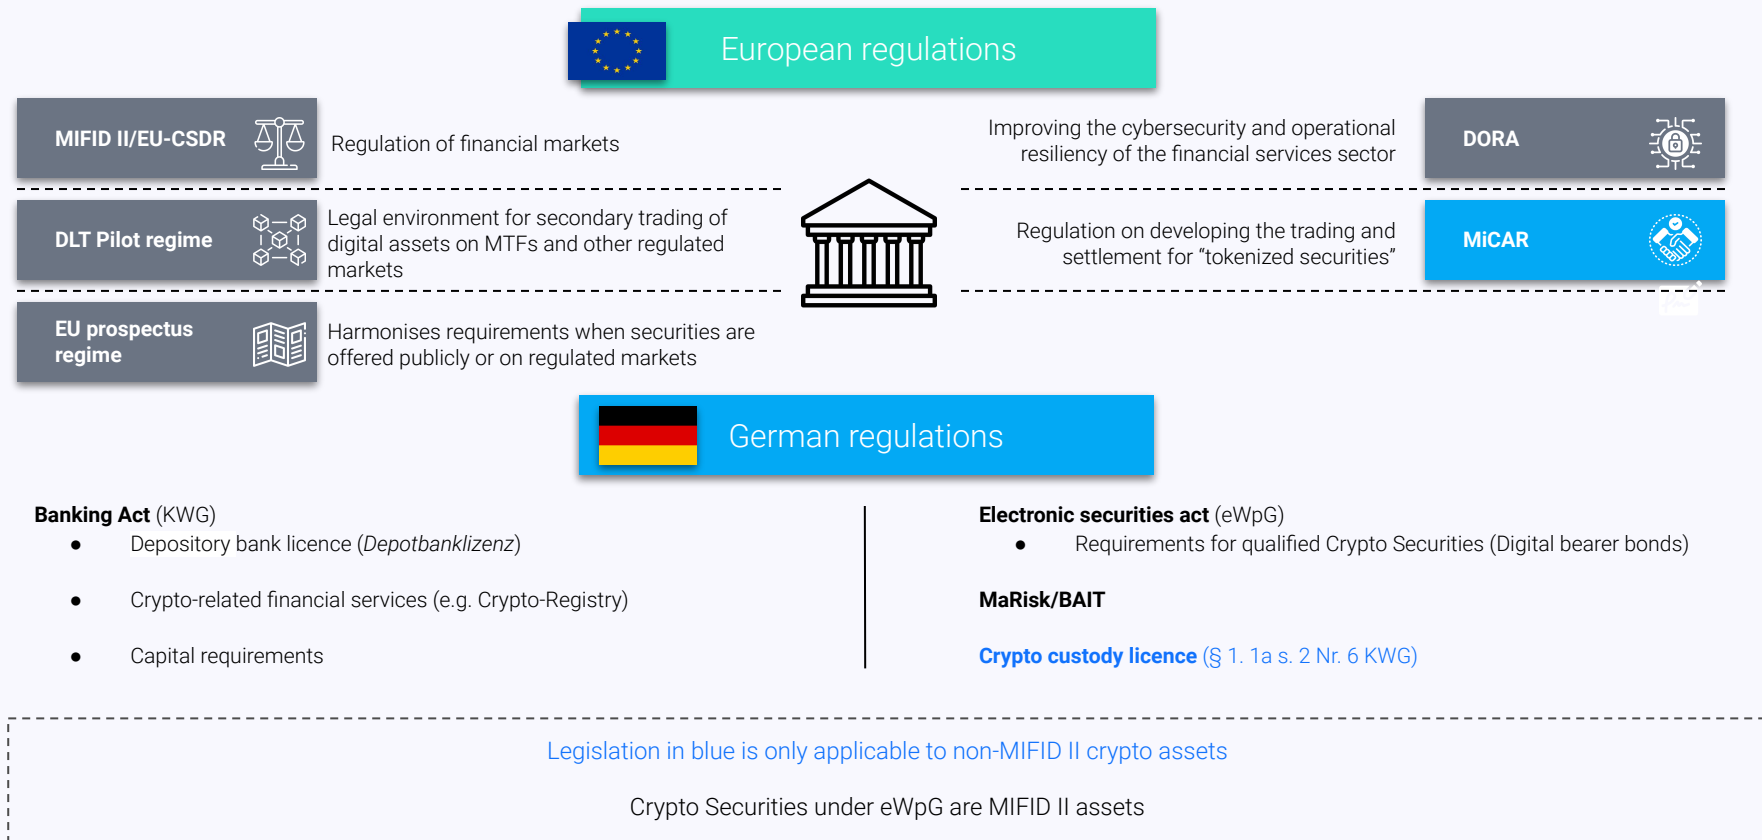 European regulations
MIFID II/EU-CSDR
Regulation of financial markets
DLT Pilot regime
Legal environment for secondary trading of
digital assets on MTFs and other regulated
markets
EU prospectus
regime
Harmonises requirements when securities are
offered publicly or on regulated markets
Improving the cybersecurity and operational
resiliency of the financial services sector
DORA
Regulation on developing the trading and
settlement for “tokenized securities”
MiCAR
German regulations
Banking Act (KWG)
● Depository bank licence (Depotbanklizenz)
● Crypto-related financial services (e.g. Crypto-Registry)
● Capital requirements
Electronic securities act (eWpG)
● Requirements for qualified Crypto Securities (Digital bearer bonds)
MaRisk/BAIT
Crypto custody licence (§ 1. 1a s. 2 Nr. 6 KWG)
Legislation in blue is only applicable to non-MIFID II crypto assets
Crypto Securities under eWpG are MIFID II assets